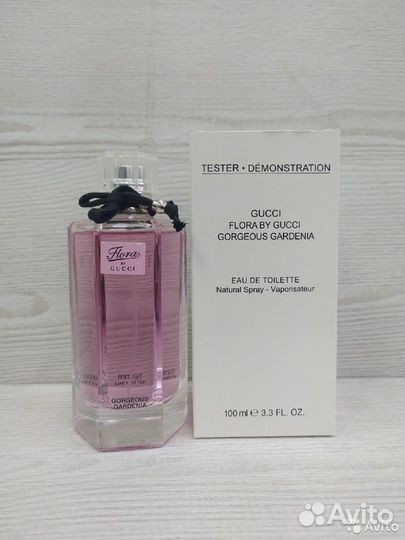 Flora
BY
GUCCI
GORGEOUS
GARDENIA
TESTER • DÉMONSTRATION
GUCCI
FLORA BY GUCCI
GORGEOUS GARDENIA
EAU DE TOILETTE
Natural Spray - Vaporisateur
100 ml ℮ 3.3 FL. OZ.
Avito
Avito